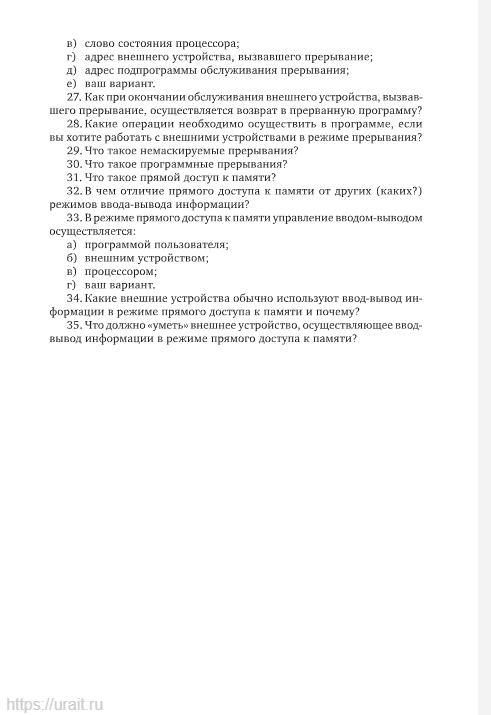 в) слово состояния процессора;
г) адрес внешнего устройства, вызвавшего прерывание;
д) адрес подпрограммы обслуживания прерывания;
е) ваш вариант.
27. Как при окончании обслуживания внешнего устройства, вызвав-
шего прерывание, осуществляется возврат в прерванную программу?
28. Какие операции необходимо осуществить в программе, если
вы хотите работать с внешними устройствами в режиме прерывания?
29. Что такое немаскируемые прерывания?
30. Что такое программные прерывания?
31. Что такое прямой доступ к памяти?
32. В чем отличие прямого доступа к памяти от других (каких?)
режимов ввода-вывода информации?
33. В режиме прямого доступа к памяти управление вводом-выводом
осуществляется:
а) программой пользователя;
б) внешним устройством;
в) процессором;
г) ваш вариант.
34. Какие внешние устройства обычно используют ввод-вывод ин-
формации в режиме прямого доступа к памяти и почему?
35. Что должно «уметь» внешнее устройство, осуществляющее ввод-
вывод информации в режиме прямого доступа к памяти?
https://urait.ru